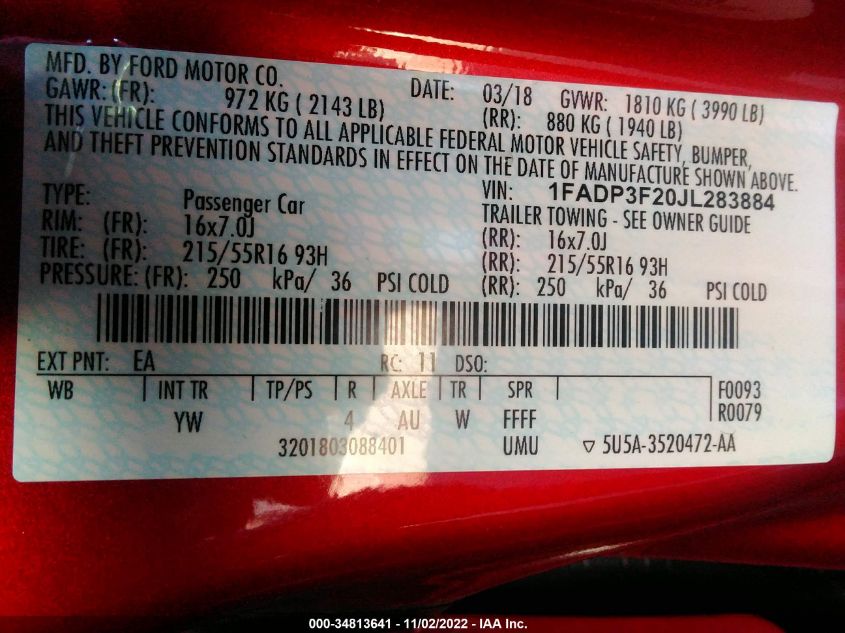 MFD. BY FORD MOTOR CO. DATE: 03/18 GVWR: 1810 KG ( 3990 LB)
GAWR: (FR): 972 KG ( 2143 LB) (RR): 880 KG ( 1940 LB)
THIS VEHICLE CONFORMS TO ALL APPLICABLE FEDERAL MOTOR VEHICLE SAFETY, BUMPER,
AND THEFT PREVENTION STANDARDS IN EFFECT ON THE DATE OF MANUFACTURE SHOWN ABOVE.
VIN: 1FADP3F20JL283884
TYPE: Passenger Car TRAILER TOWING - SEE OWNER GUIDE
RIM: (FR): 16x7.0J (RR): 16x7.0J
TIRE: (FR): 215/55R16 93H (RR): 215/55R16 93H
PRESSURE: (FR): 250 kPa/ 36 PSI COLD (RR): 250 kPa/ 36 PSI COLD
EXT PNT: EA RC: 11 DSO:
WB INT TR TP/PS R AXLE TR SPR F0093
YW 4 AU W FFFF R0079
3201803088401 UMU ▽ 5U5A-3520472-AA
000-34813641 - 11/02/2022 - IAA Inc.